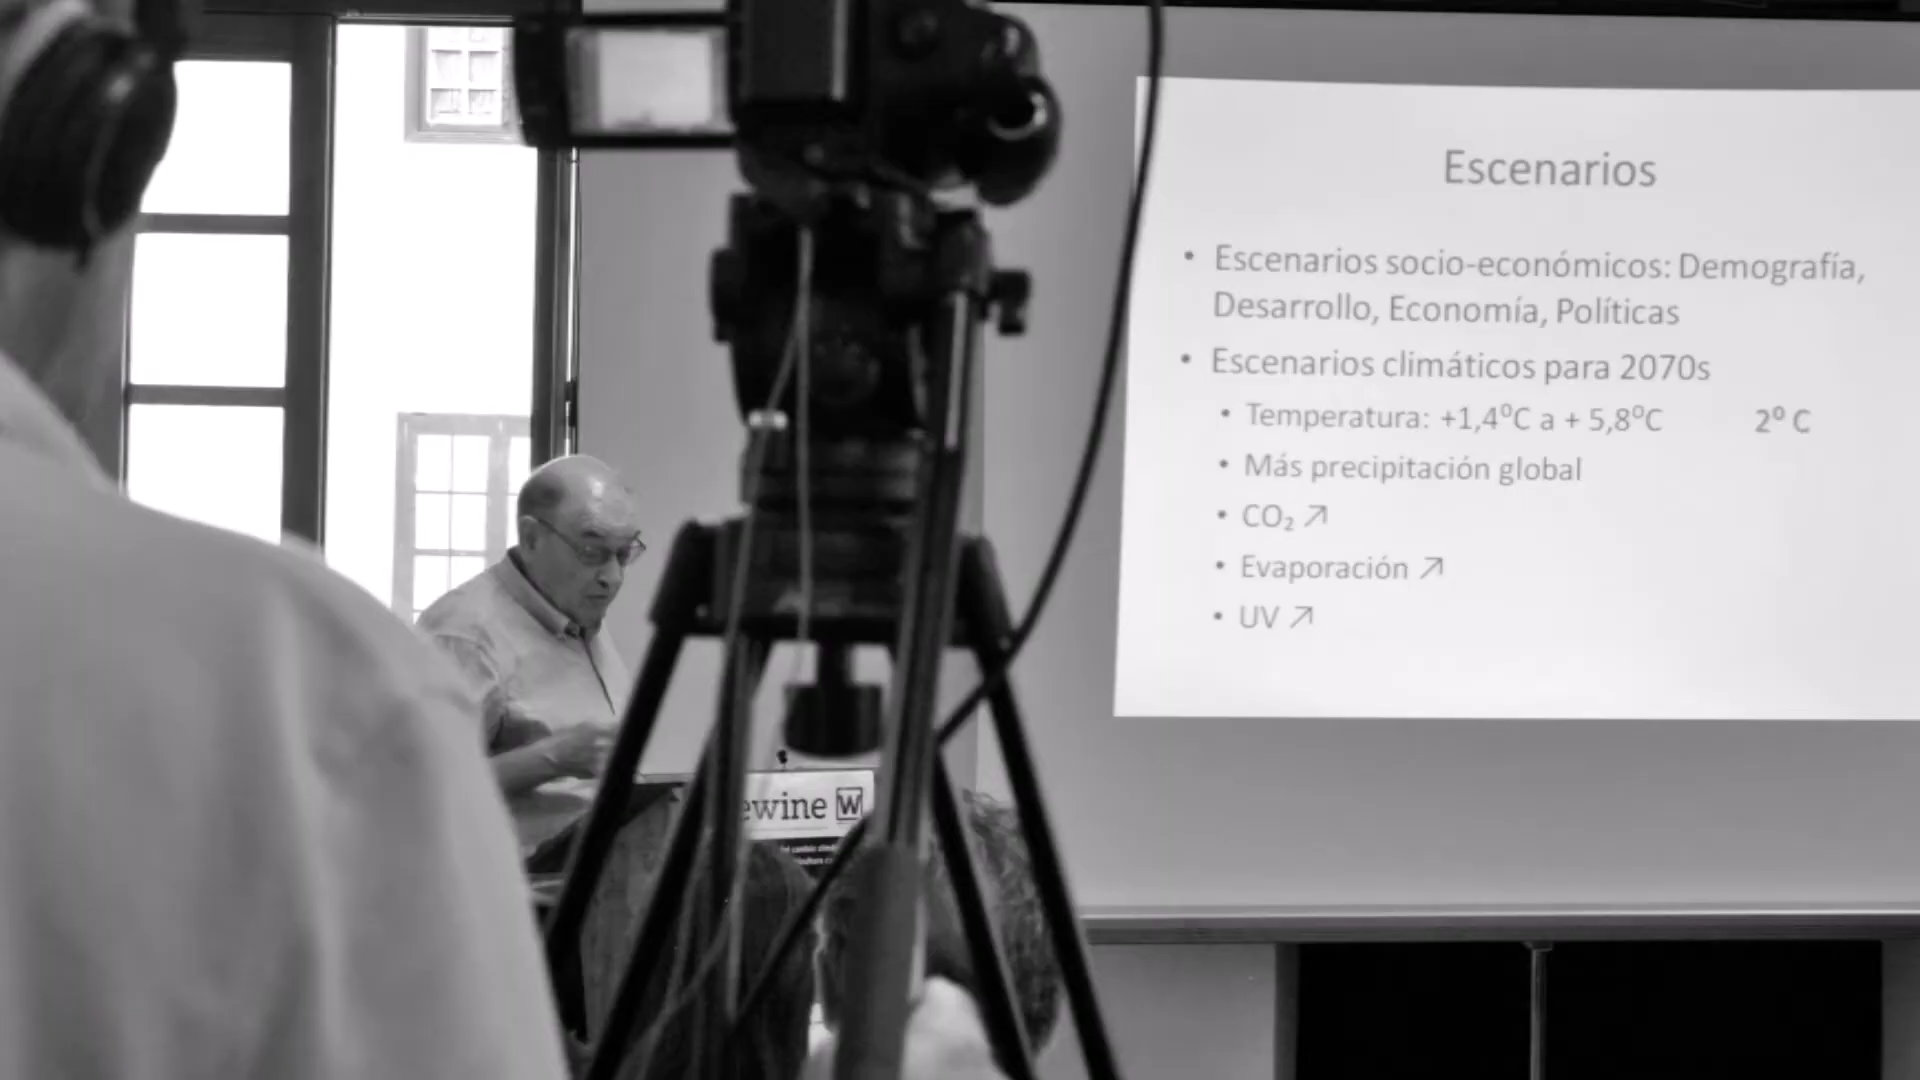 Escenarios
• Escenarios socio-económicos: Demografía,
Desarrollo, Economía, Políticas
• Escenarios climáticos para 2070s
• Temperatura: +1,4ºC a + 5,8ºC 2º C
• Más precipitación global
• CO₂ ↗
• Evaporación ↗
• UV ↗
ewine W